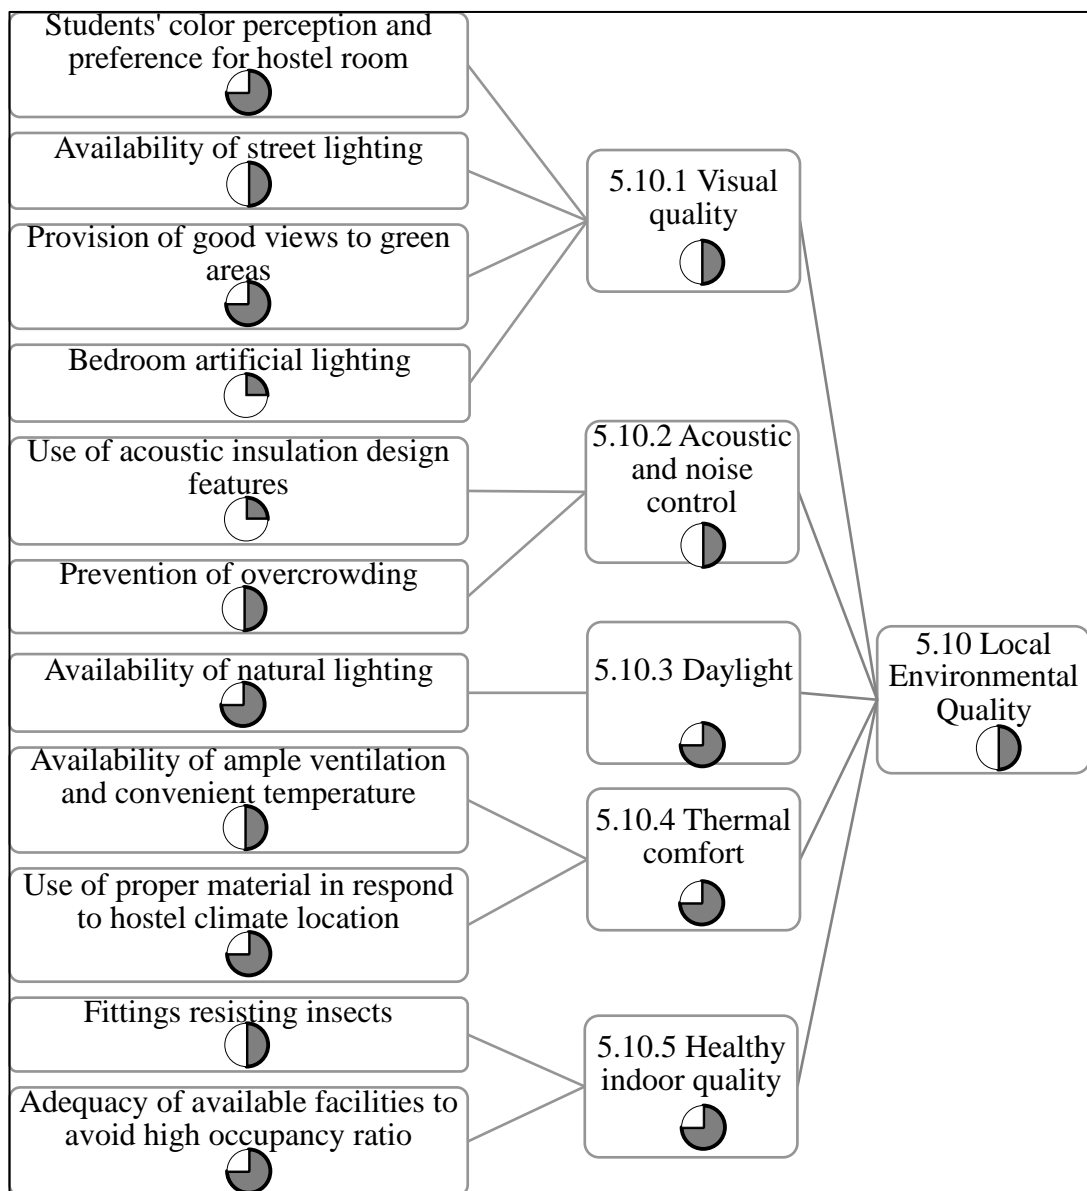 Students' color perception and
preference for hostel room
Availability of street lighting
Provision of good views to green
areas
Bedroom artificial lighting
Use of acoustic insulation design
features
Prevention of overcrowding
Availability of natural lighting
Availability of ample ventilation
and convenient temperature
Use of proper material in respond
to hostel climate location
Fittings resisting insects
Adequacy of available facilities to
avoid high occupancy ratio
5.10.1 Visual
quality
5.10.2 Acoustic
and noise
control
5.10.3 Daylight
5.10.4 Thermal
comfort
5.10.5 Healthy
indoor quality
5.10 Local
Environmental
Quality